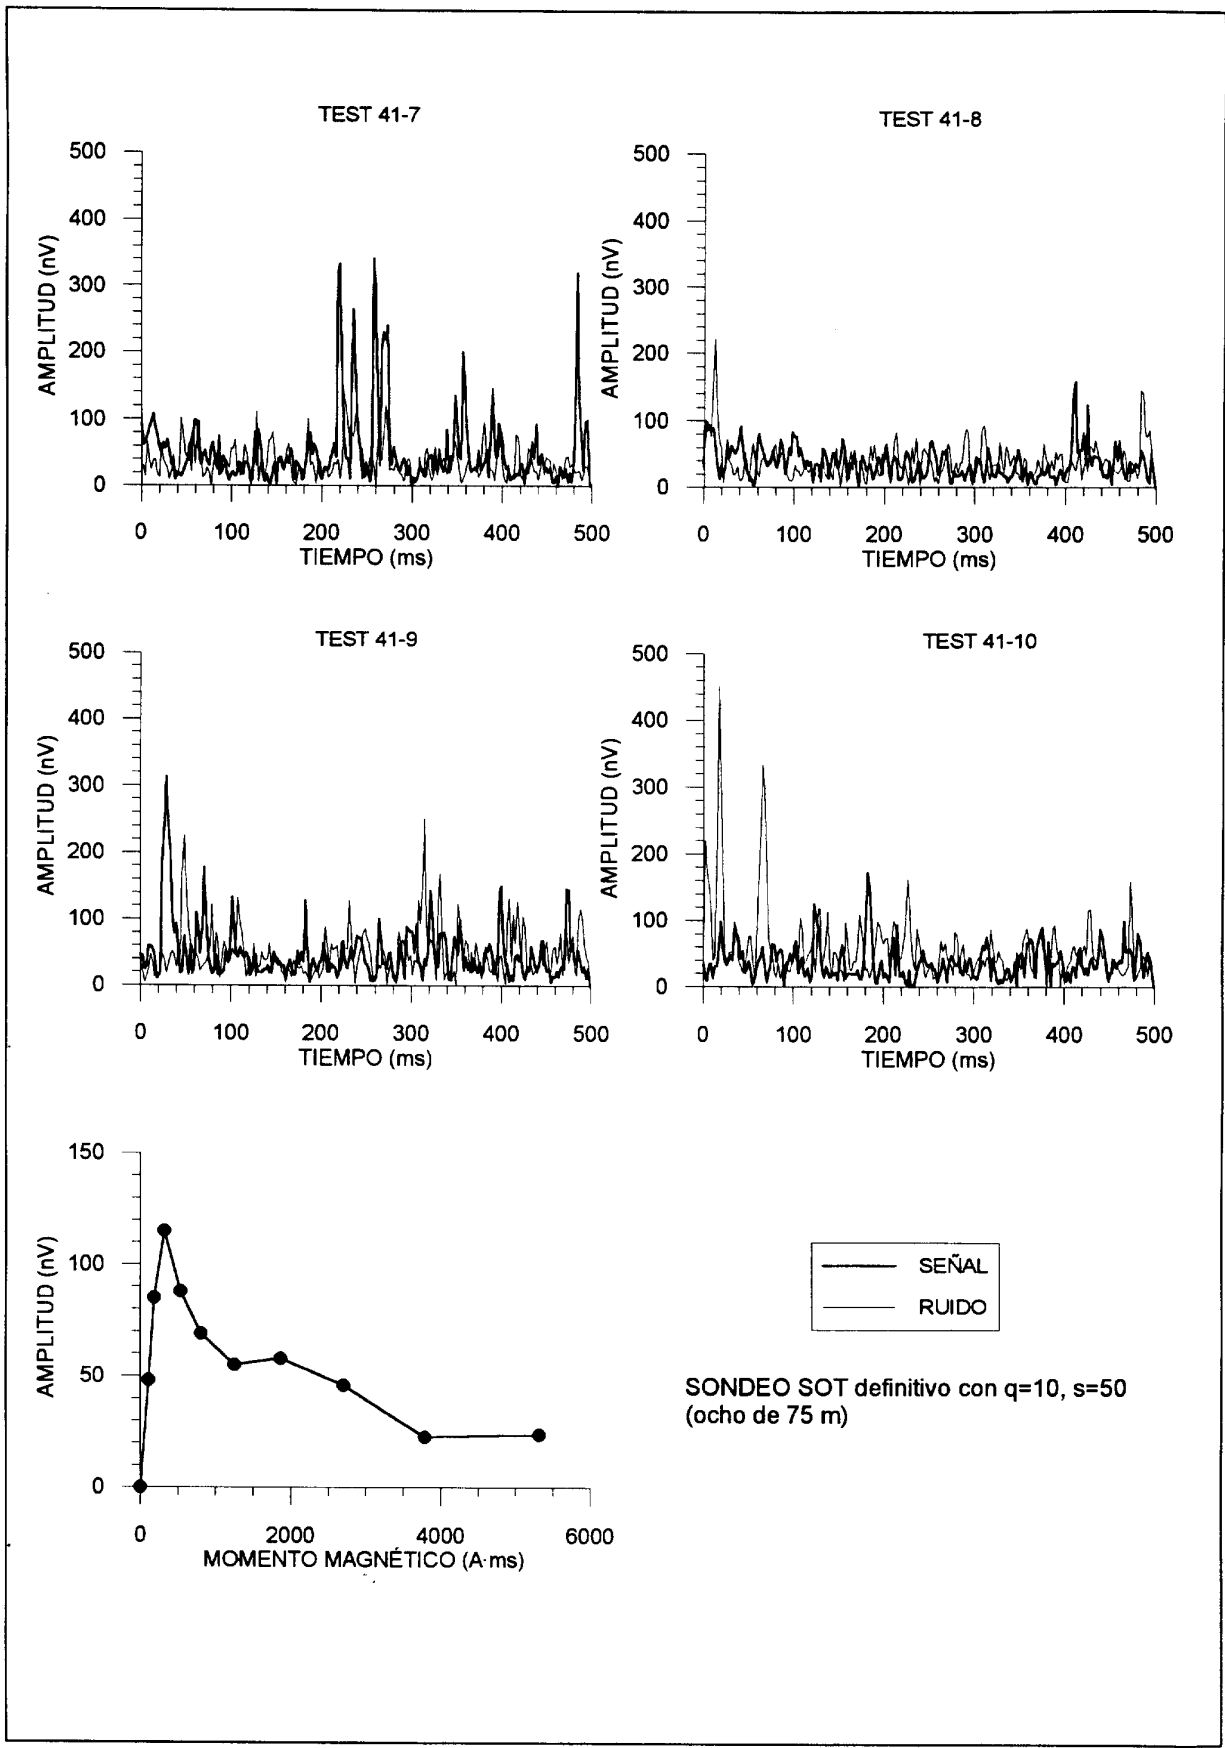 TEST 41-7
500
400
300
200
100
0
AMPLITUD (nV)
0 100 200 300 400 500
TIEMPO (ms)
TEST 41-8
500
400
300
200
100
0
AMPLITUD (nV)
0 100 200 300 400 500
TIEMPO (ms)
TEST 41-9
500
400
300
200
100
0
AMPLITUD (nV)
0 100 200 300 400 500
TIEMPO (ms)
TEST 41-10
500
400
300
200
100
0
AMPLITUD (nV)
0 100 200 300 400 500
TIEMPO (ms)
150
100
50
0
AMPLITUD (nV)
0 2000 4000 6000
MOMENTO MAGNÉTICO (A·ms)
SEÑAL
RUIDO
SONDEO SOT definitivo con q=10, s=50
(ocho de 75 m)